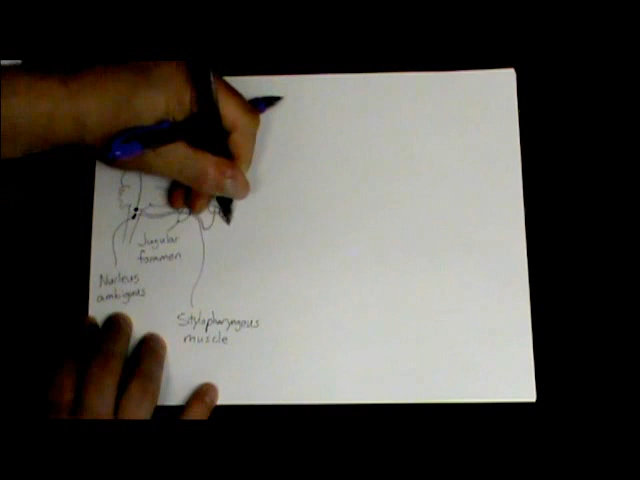 Jugular
foramen
Nucleus
ambiguus
Stylopharyngeus
muscle